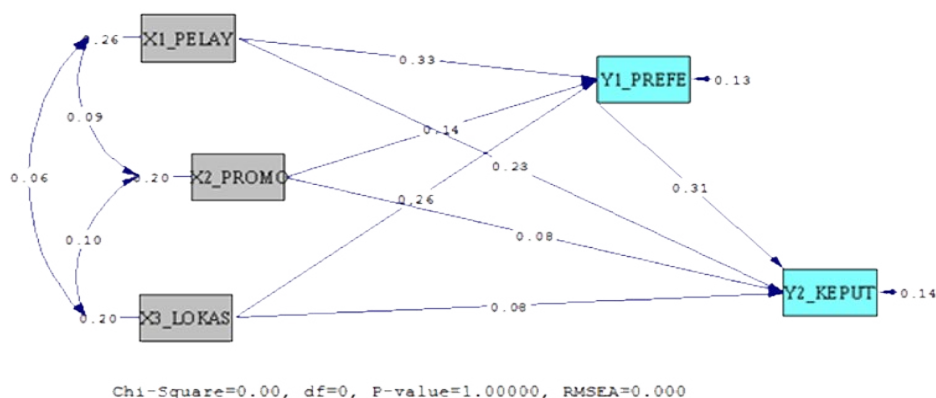 0.26
X1_PELAY
0.33
Y1_PREFE
0.13
0.09
0.14
0.20
X2_PROMO
0.23
0.06
0.31
0.26
0.08
0.10
Y2_KEPUT
0.14
0.20
X3_LOKAS
0.08
Chi-Square=0.00, df=0, P-value=1.00000, RMSEA=0.000